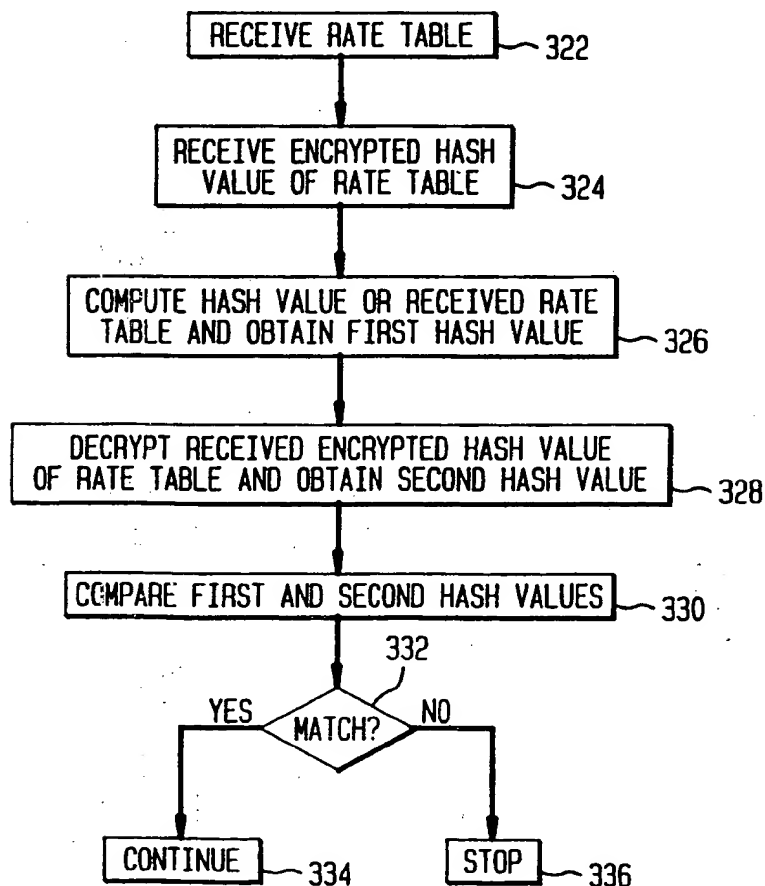 RECEIVE RATE TABLE
322
RECEIVE ENCRYPTED HASH
VALUE OF RATE TABLE
324
COMPUTE HASH VALUE OR RECEIVED RATE
TABLE AND OBTAIN FIRST HASH VALUE
326
DECRYPT RECEIVED ENCRYPTED HASH VALUE
OF RATE TABLE AND OBTAIN SECOND HASH VALUE
328
COMPARE FIRST AND SECOND HASH VALUES
330
332
YES
MATCH?
NO
CONTINUE
334
STOP
336